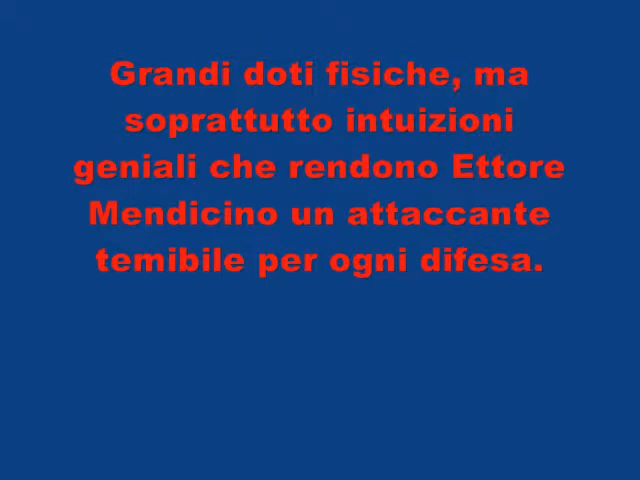 Grandi doti fisiche, ma
soprattutto intuizioni
geniali che rendono Ettore
Mendicino un attaccante
temibile per ogni difesa.